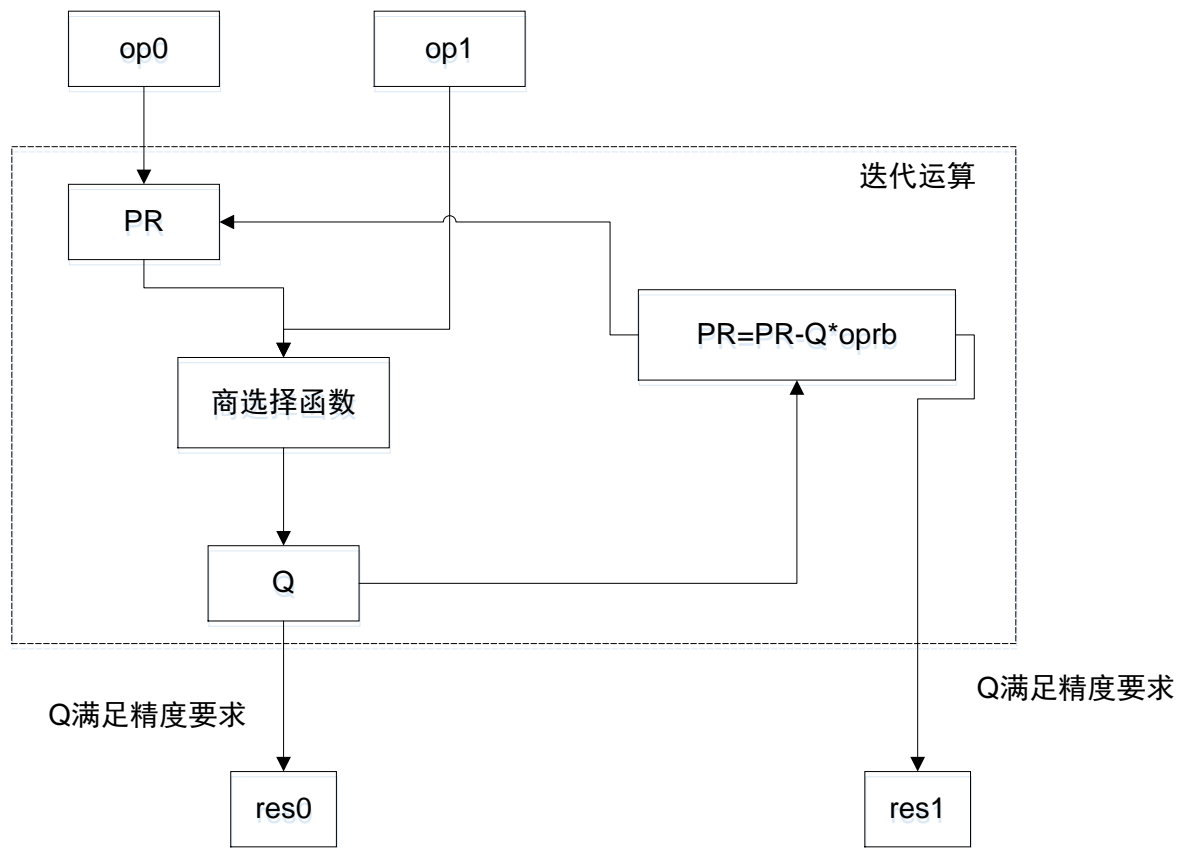 op0
op1
迭代运算
PR
PR=PR-Q*oprb
商选择函数
Q
Q满足精度要求
Q满足精度要求
res0
res1